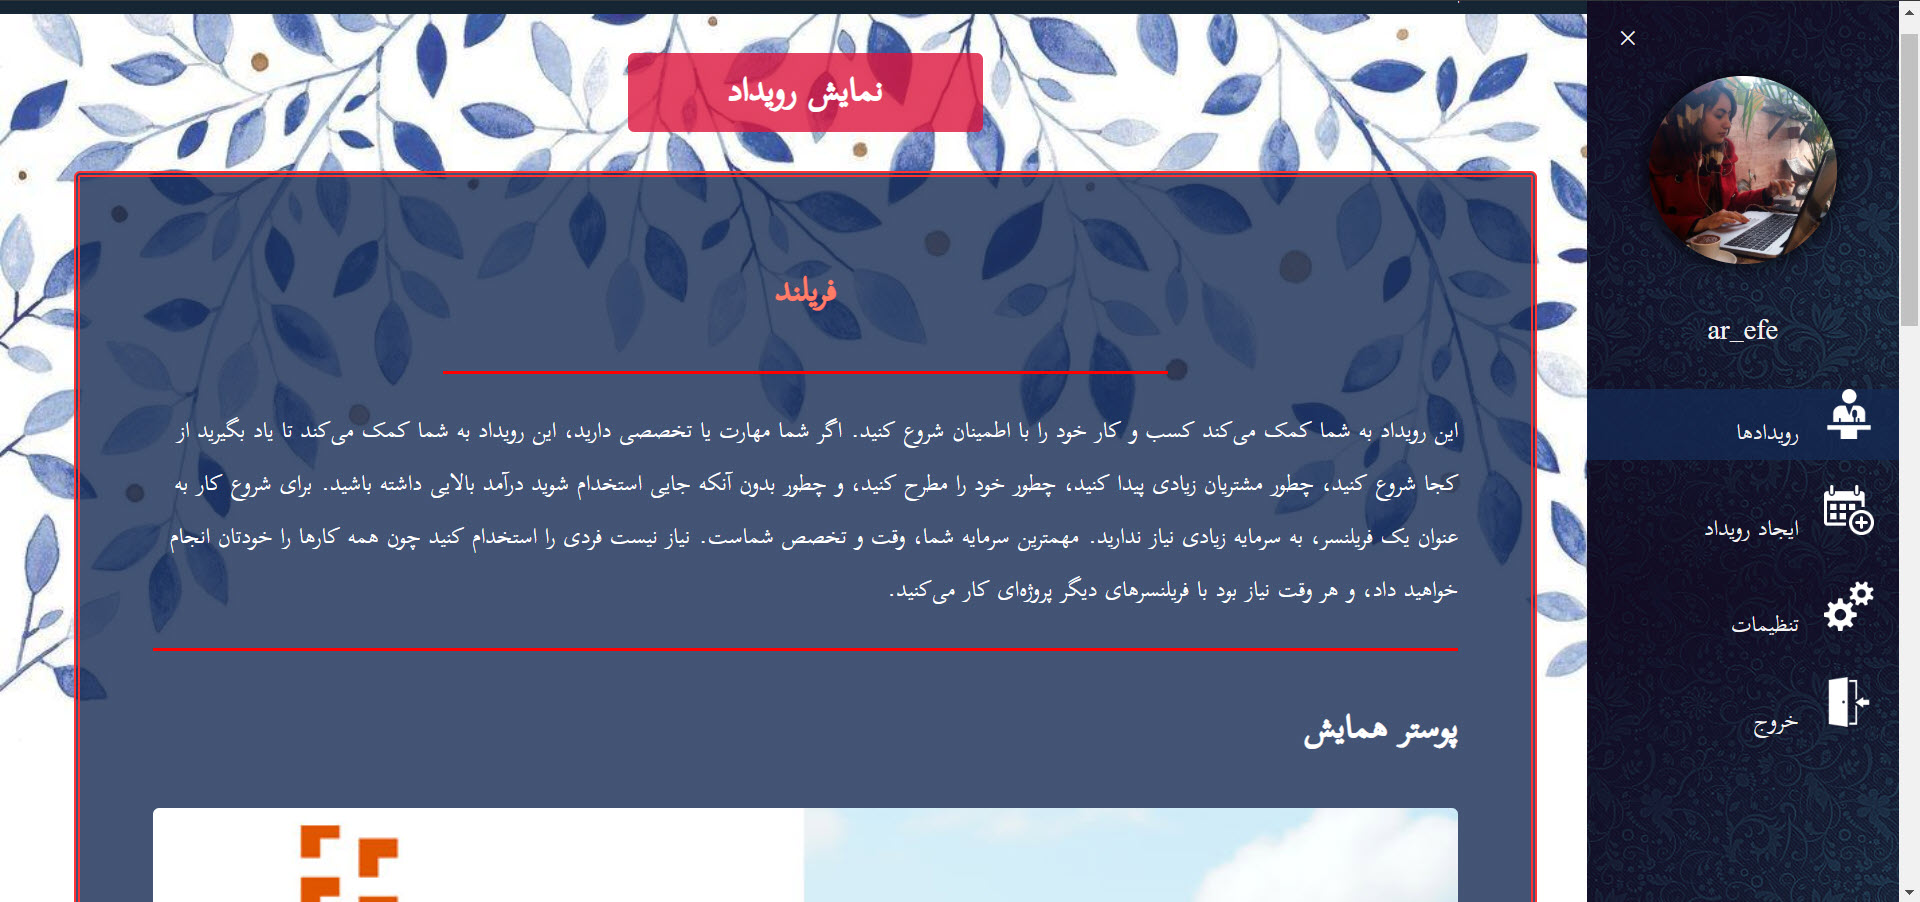 نمایش رویداد
فریلند
این رویداد به شما کمک می‌کند کسب و کار خود را با اطمینان شروع کنید. اگر شما مهارت یا تخصصی دارید، این رویداد به شما کمک می‌کند تا یاد بگیرید از
کجا شروع کنید، چطور مشتریان زیادی پیدا کنید، چطور خود را مطرح کنید، و چطور بدون آنکه جایی استخدام شوید درآمد بالایی داشته باشید. برای شروع کار به
عنوان یک فریلنسر، به سرمایه زیادی نیاز ندارید. مهمترین سرمایه شما، وقت و تخصص شماست. نیاز نیست فردی را استخدام کنید چون همه کارها را خودتان انجام
خواهید داد، و هر وقت نیاز بود با فریلنسرهای دیگر پروژه‌ای کار می‌کنید.
پوستر همایش
ar_efe
رویدادها
ایجاد رویداد
تنظیمات
خروج